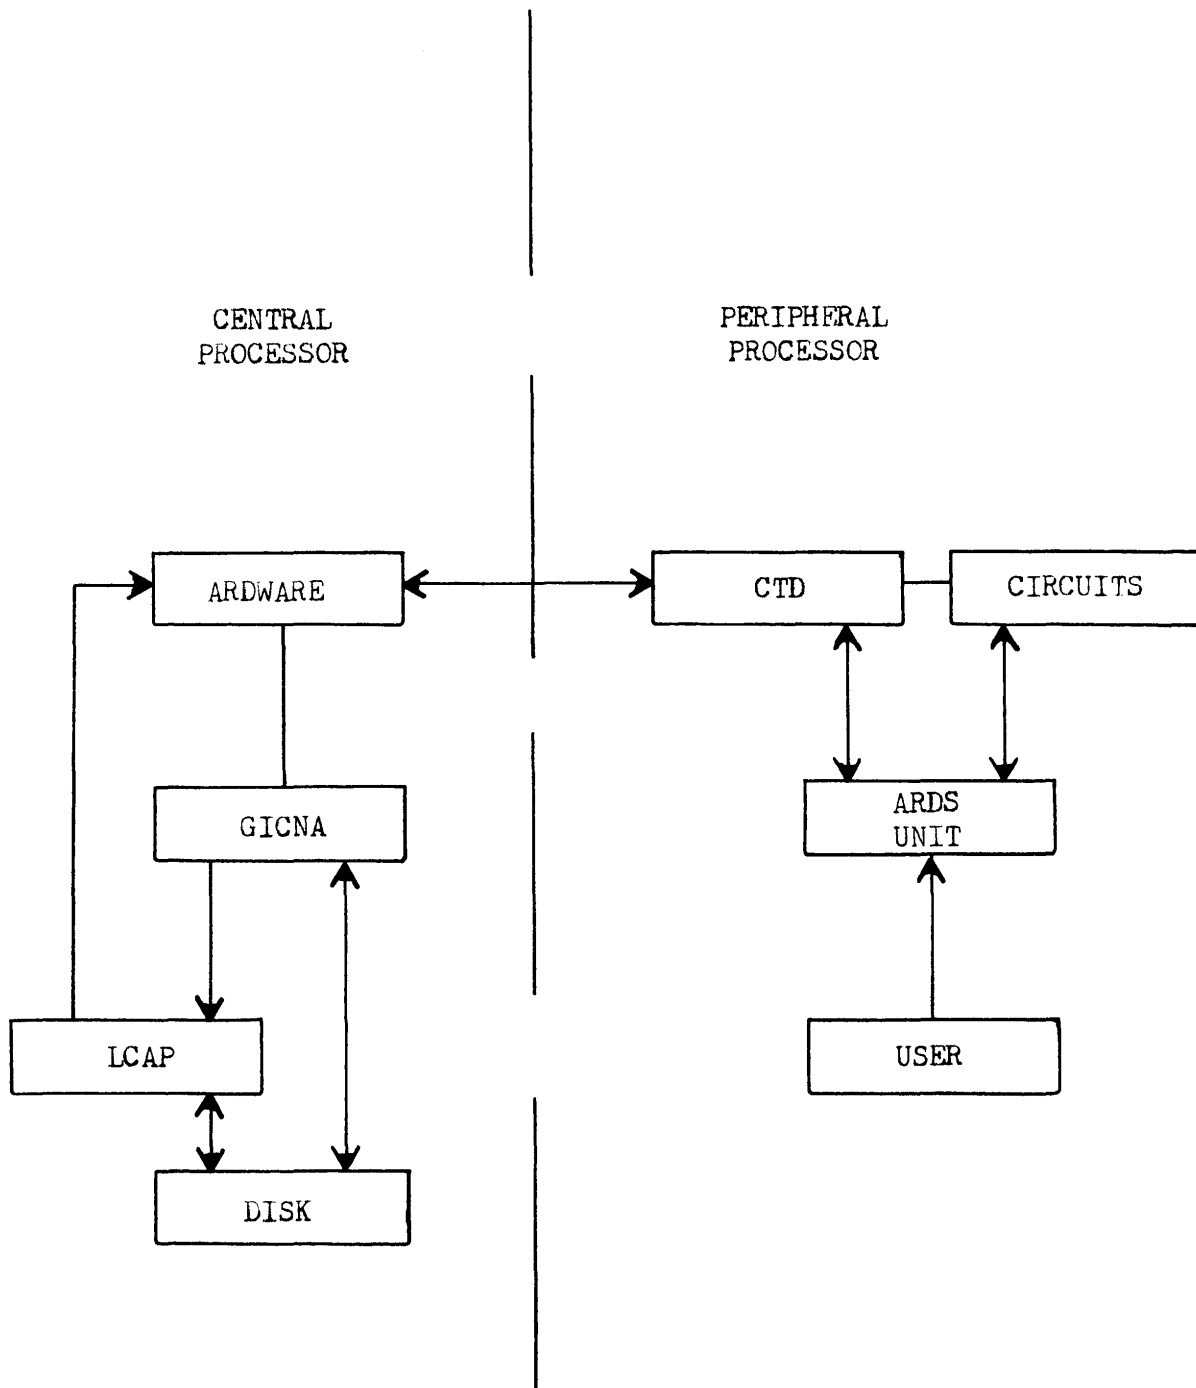 CENTRAL
PROCESSOR
PERIPHERAL
PROCESSOR
ARDWARE
CTD
CIRCUITS
GICNA
ARDS
UNIT
LCAP
USER
DISK